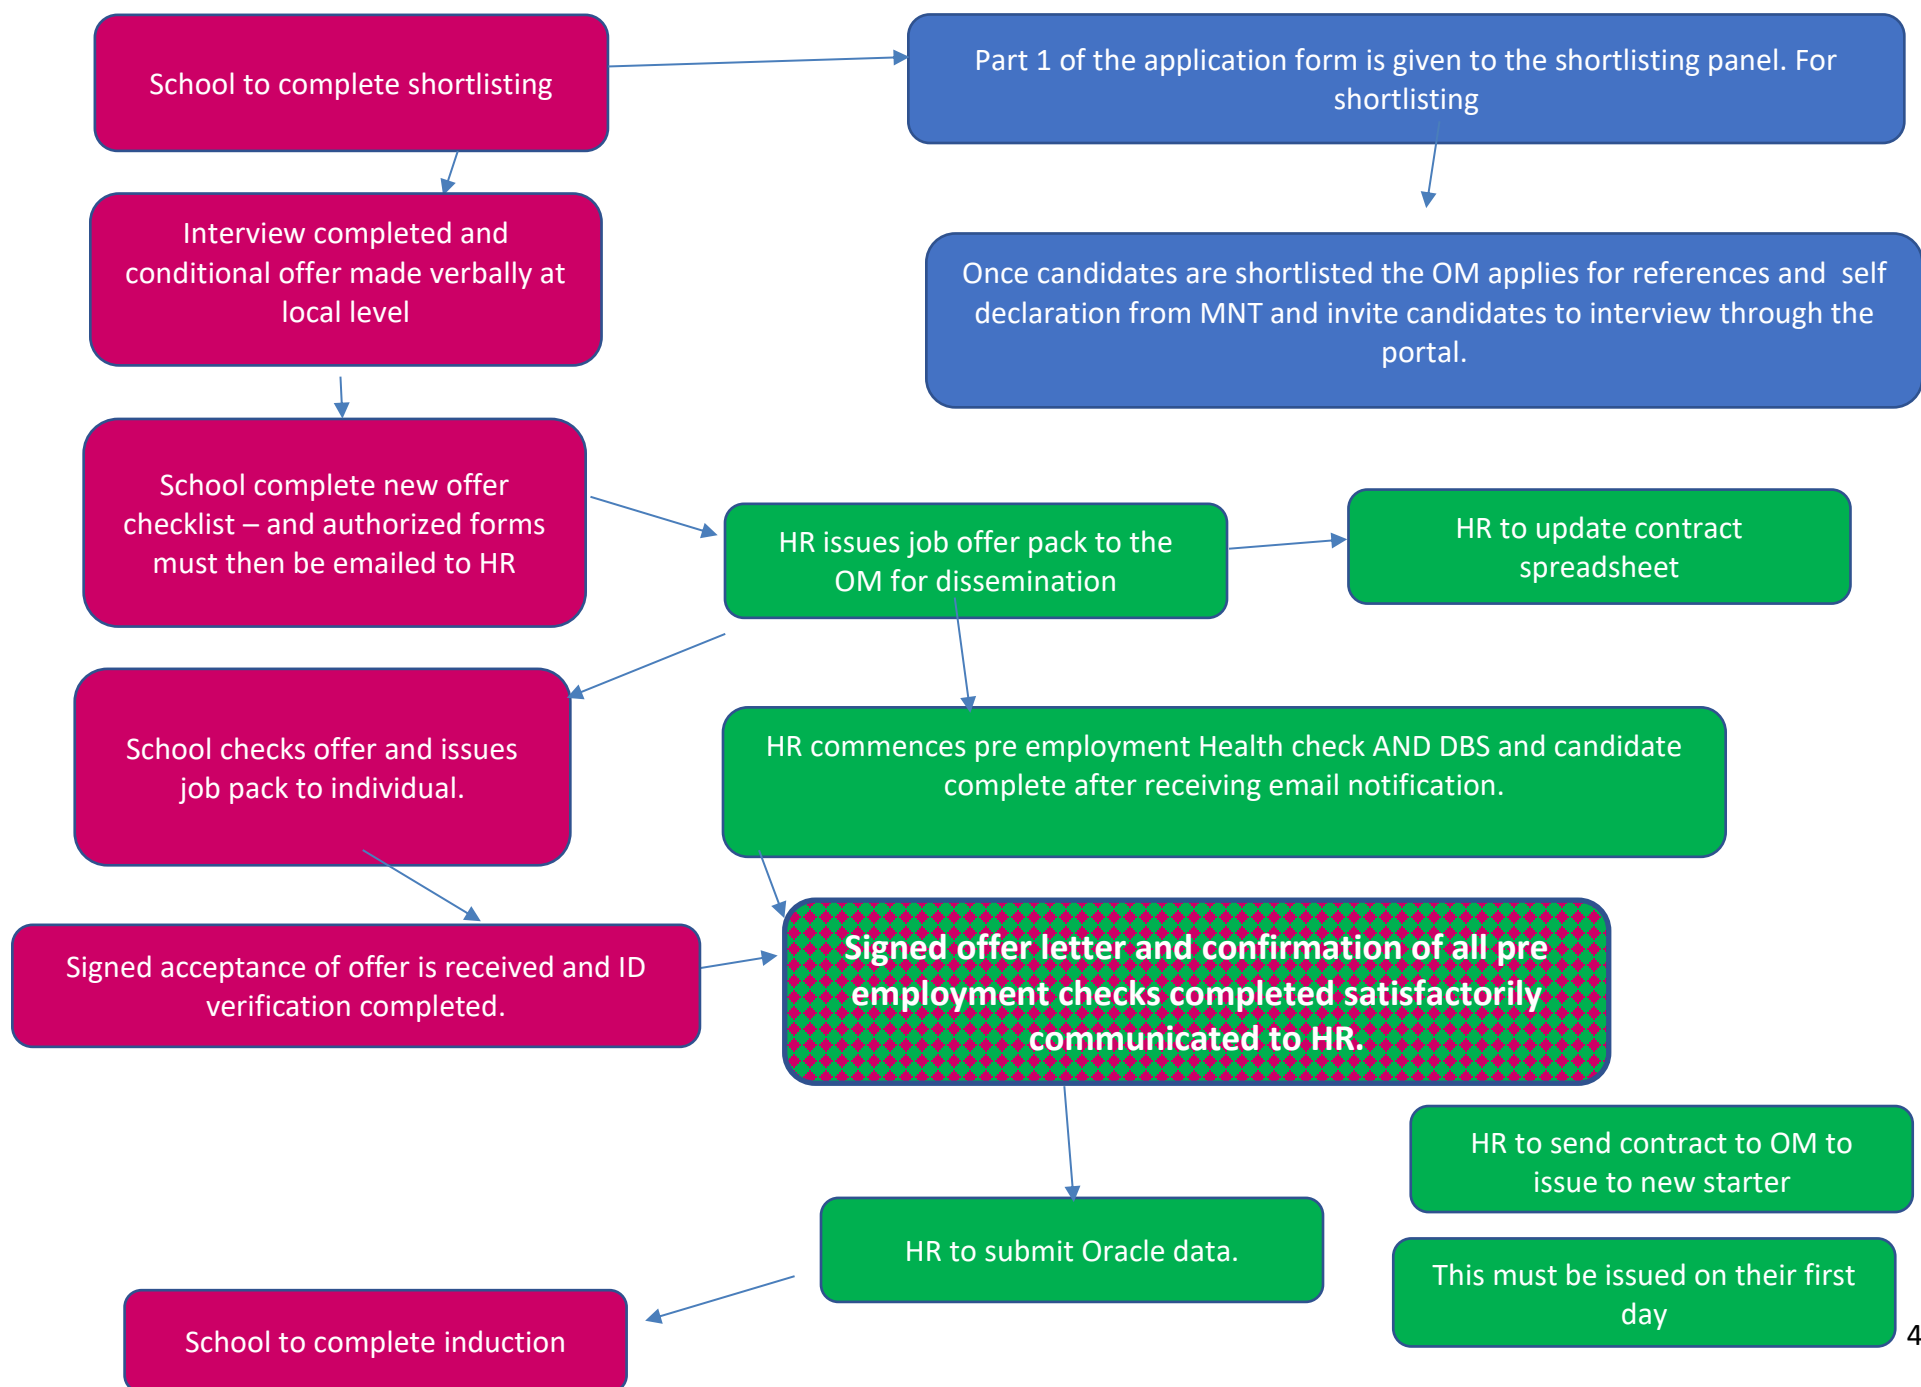 School to complete shortlisting
Part 1 of the application form is given to the shortlisting panel. For
shortlisting
Interview completed and
conditional offer made verbally at
local level
Once candidates are shortlisted the OM applies for references and  self
declaration from MNT and invite candidates to interview through the
portal.
School complete new offer
checklist – and authorized forms
must then be emailed to HR
HR issues job offer pack to the
OM for dissemination
HR to update contract
spreadsheet
School checks offer and issues
job pack to individual.
HR commences pre employment Health check AND DBS and candidate
complete after receiving email notification.
Signed acceptance of offer is received and ID
verification completed.
Signed offer letter and confirmation of all pre
employment checks completed satisfactorily
communicated to HR.
HR to send contract to OM to
issue to new starter
HR to submit Oracle data.
This must be issued on their first
day
School to complete induction
4